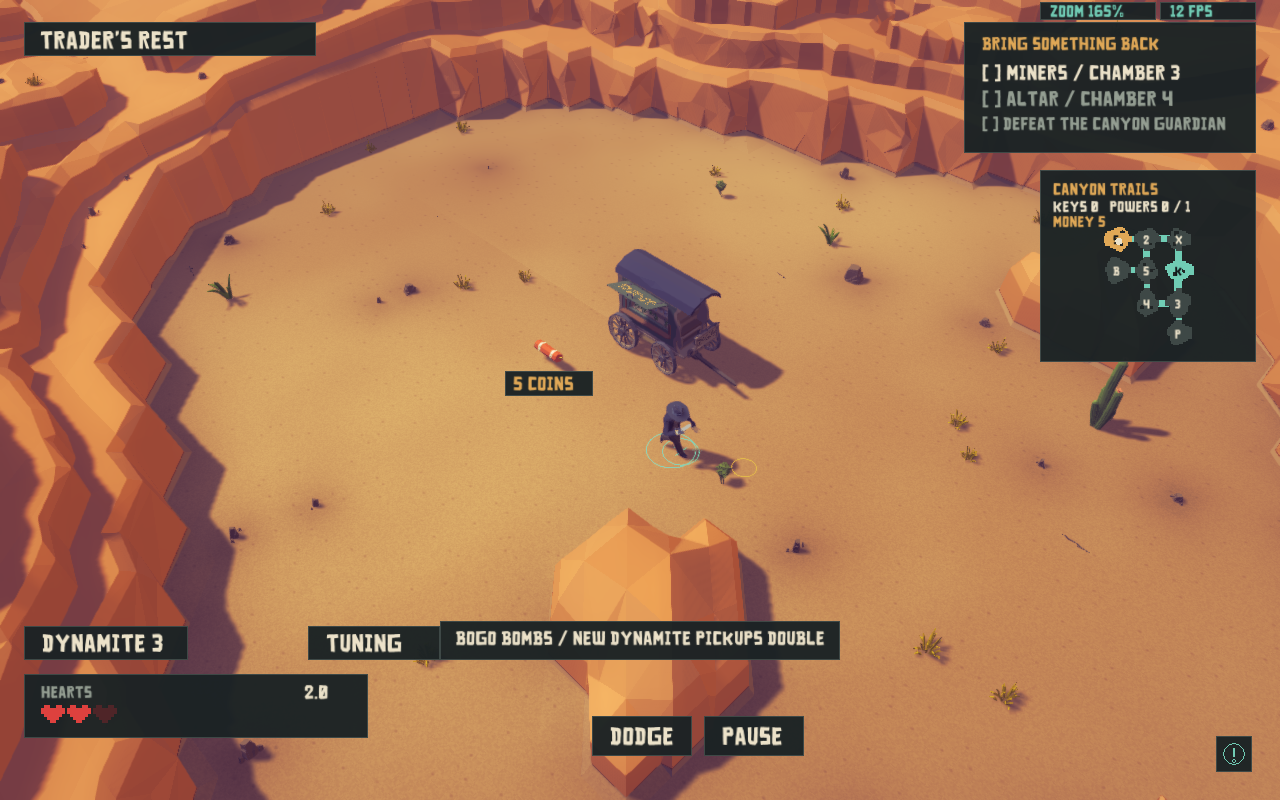 TRADER'S REST
ZOOM 165% 12 FPS
BRING SOMETHING BACK
[ ] MINERS / CHAMBER 3
[ ] ALTAR / CHAMBER 4
[ ] DEFEAT THE CANYON GUARDIAN
CANYON TRAILS
KEYS 0 POWERS 0 / 1
MONEY 5
2 X
B 5 K
4 3
P
5 COINS
DYNAMITE 3
TUNING
BOGO BOMBS / NEW DYNAMITE PICKUPS DOUBLE
HEARTS 2.0
DODGE
PAUSE
!